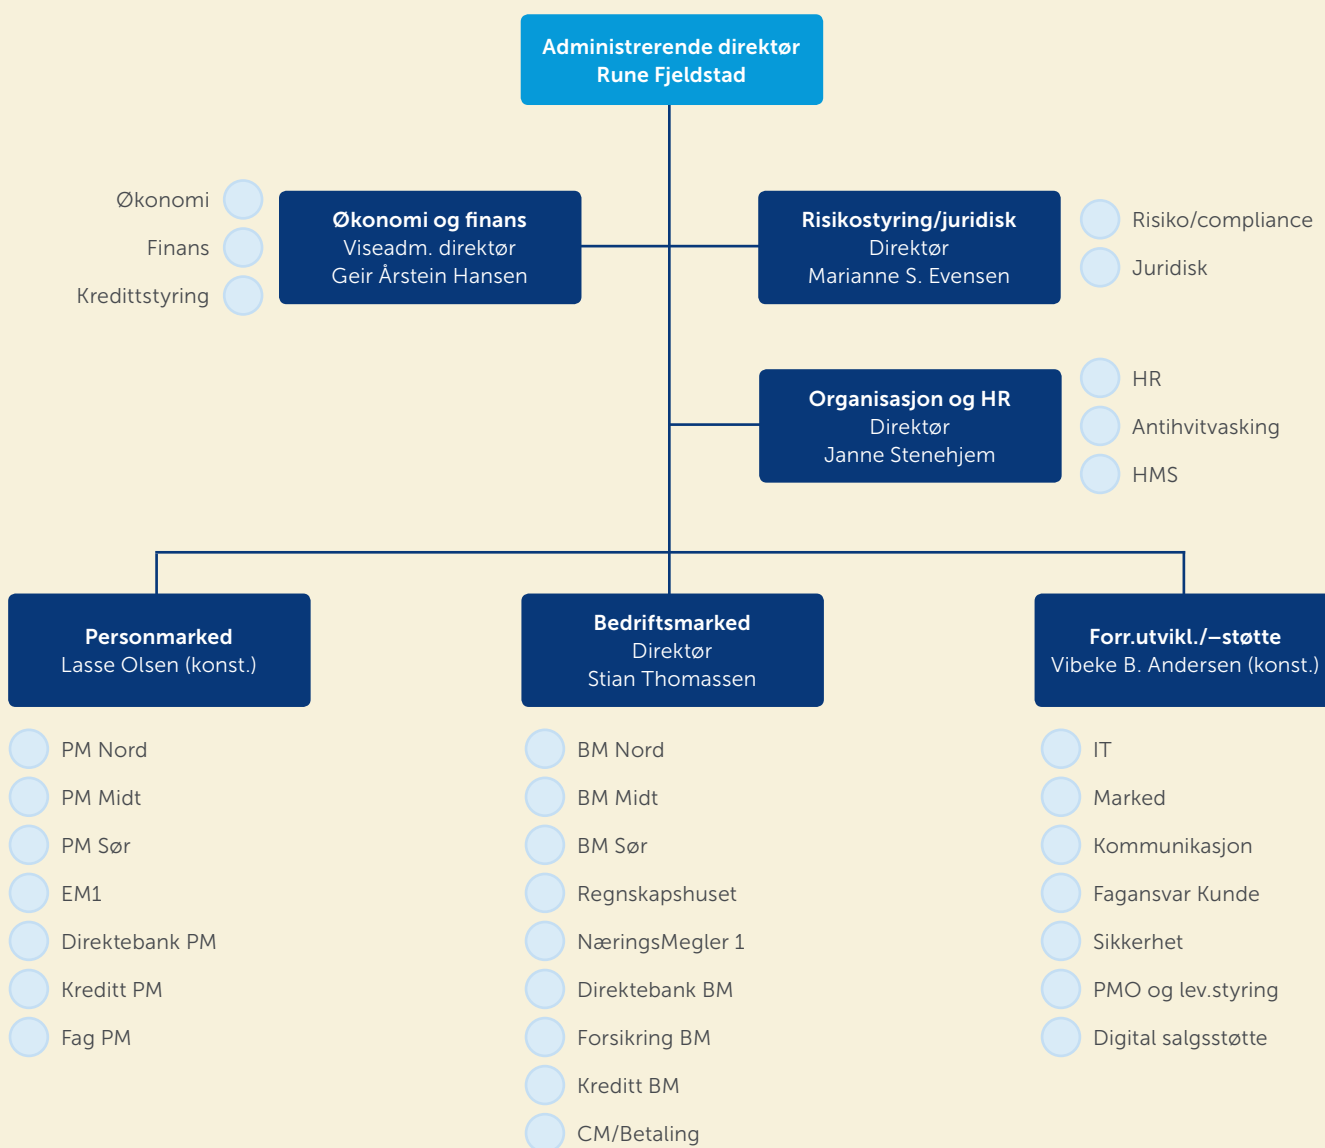 Administrerende direktør
Rune Fjeldstad
Økonomi
Finans
Kredittstyring
Økonomi og finans
Viseadm. direktør
Geir Årstein Hansen
Risikostyring/juridisk
Direktør
Marianne S. Evensen
Risiko/compliance
Juridisk
Organisasjon og HR
Direktør
Janne Stenehjem
HR
Antihvitvasking
HMS
Personmarked
Lasse Olsen (konst.)
PM Nord
PM Midt
PM Sør
EM1
Direktebank PM
Kreditt PM
Fag PM
Bedriftsmarked
Direktør
Stian Thomassen
BM Nord
BM Midt
BM Sør
Regnskapshuset
NæringsMegler 1
Direktebank BM
Forsikring BM
Kreditt BM
CM/Betaling
Forr.utvikl./–støtte
Vibeke B. Andersen (konst.)
IT
Marked
Kommunikasjon
Fagansvar Kunde
Sikkerhet
PMO og lev.styring
Digital salgsstøtte